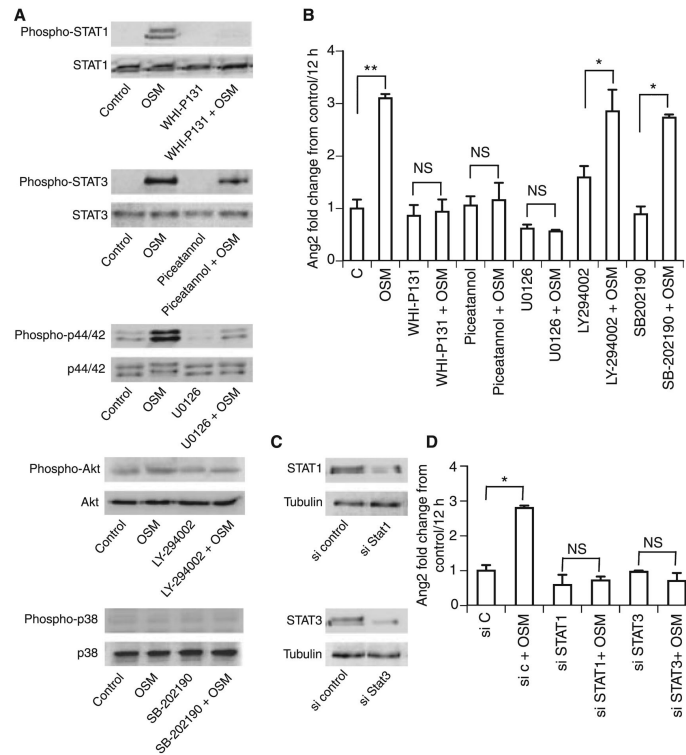 A
Phospho-STAT1
STAT1
Control
OSM
WHI-P131
WHI-P131 + OSM
Phospho-STAT3
STAT3
Control
OSM
Piceatannol
Piceatannol + OSM
Phospho-p44/42
p44/42
Control
OSM
U0126
U0126 + OSM
Phospho-Akt
Akt
Control
OSM
LY-294002
LY-294002 + OSM
Phospho-p38
p38
Control
OSM
SB-202190
SB-202190 + OSM
B
Ang2 fold change from control/12 h
4
3
2
1
0
**
NS
NS
NS
*
*
C
OSM
WHI-P131
WHI-P131 + OSM
Piceatannol
Piceatannol + OSM
U0126
U0126 + OSM
LY294002
LY-294002 + OSM
SB202190
SB-202190 + OSM
C
STAT1
Tubulin
si control
si Stat1
STAT3
Tubulin
si control
si Stat3
D
Ang2 fold change from
control/12 h
4
3
2
1
0
*
NS
NS
si C
si c + OSM
si STAT1
si STAT1+ OSM
si STAT3
si STAT3+ OSM